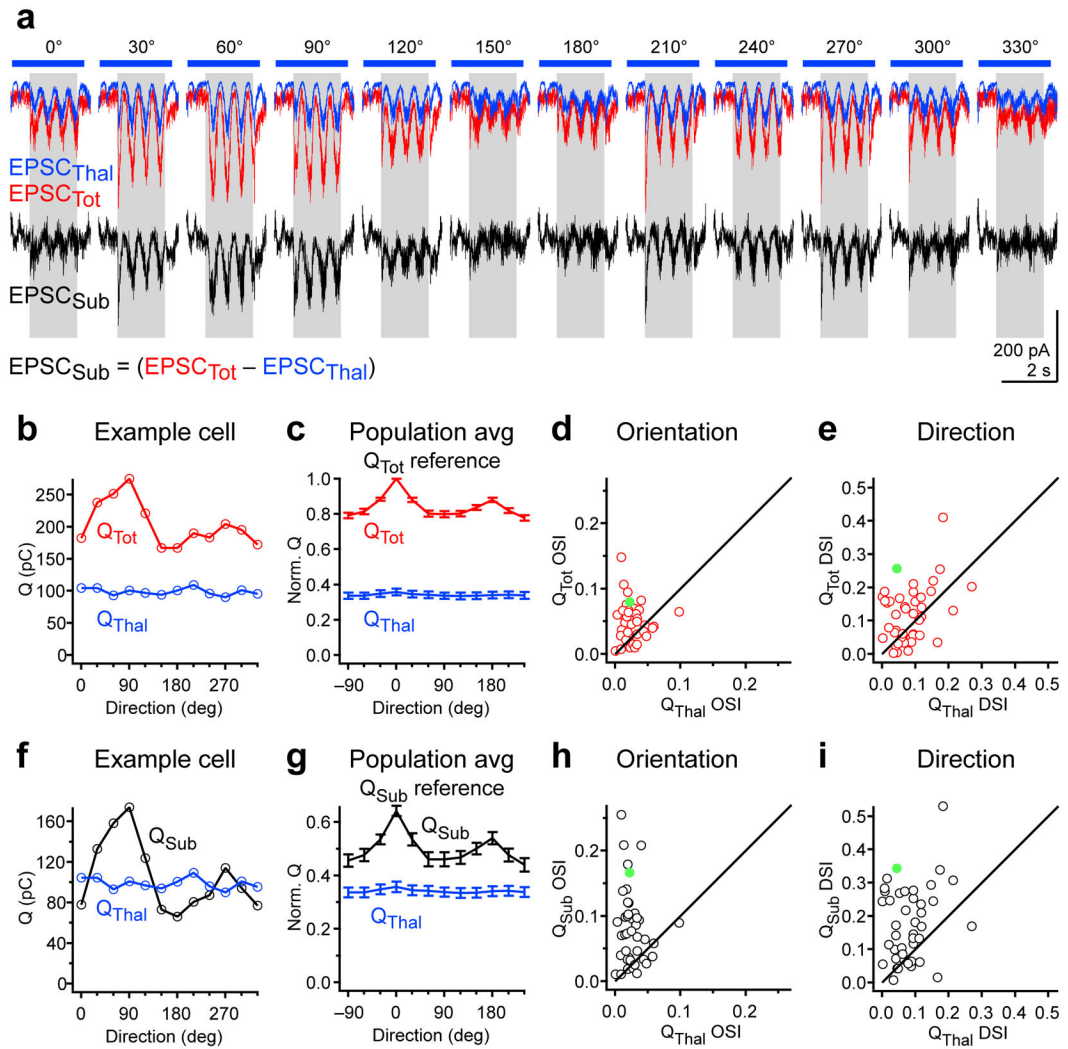 a
0° 30° 60° 90° 120° 150° 180° 210° 240° 270° 300° 330°
EPSCThal
EPSCTot
EPSCSub
200 pA
2 s
EPSCSub = (EPSCTot – EPSCThal)
b Example cell
Q (pC)
250
200
150
100
50
0
QTot
QThal
0 90 180 270
Direction (deg)
c Population avg
QTot reference
Norm. Q
1.0
0.8
0.6
0.4
0.2
0.0
QTot
QThal
–90 0 90 180
Direction (deg)
d Orientation
QTot OSI
0.2
0.1
0.0
0.0 0.1 0.2
QThal OSI
e Direction
QTot DSI
0.5
0.4
0.3
0.2
0.1
0.0
0.0 0.1 0.2 0.3 0.4 0.5
QThal DSI
f Example cell
Q (pC)
160
120
80
40
0
QSub
QThal
0 90 180 270
Direction (deg)
g Population avg
QSub reference
Norm. Q
0.6
0.4
0.2
0.0
QSub
QThal
–90 0 90 180
Direction (deg)
h Orientation
QSub OSI
0.2
0.1
0.0
0.0 0.1 0.2
QThal OSI
i Direction
QSub DSI
0.5
0.4
0.3
0.2
0.1
0.0
0.0 0.1 0.2 0.3 0.4 0.5
QThal DSI